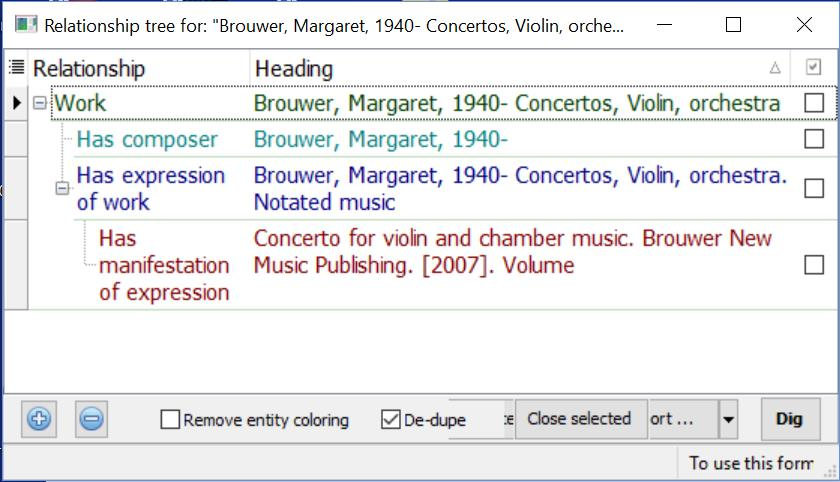 Relationship tree for: "Brouwer, Margaret, 1940- Concertos, Violin, orche...
Relationship Heading
Work Brouwer, Margaret, 1940- Concertos, Violin, orchestra
Has composer Brouwer, Margaret, 1940-
Has expression Brouwer, Margaret, 1940- Concertos, Violin, orchestra.
of work Notated music
Has Concerto for violin and chamber music. Brouwer New
manifestation Music Publishing. [2007]. Volume
of expression
Remove entity coloring De-dupe Close selected ort ... Dig
To use this form